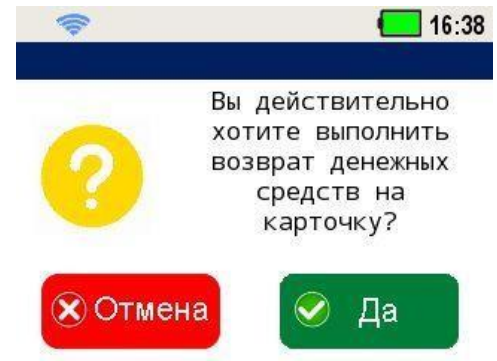 16:38
Вы действительно
хотите выполнить
возврат денежных
средств на
карточку?
Отмена
Да